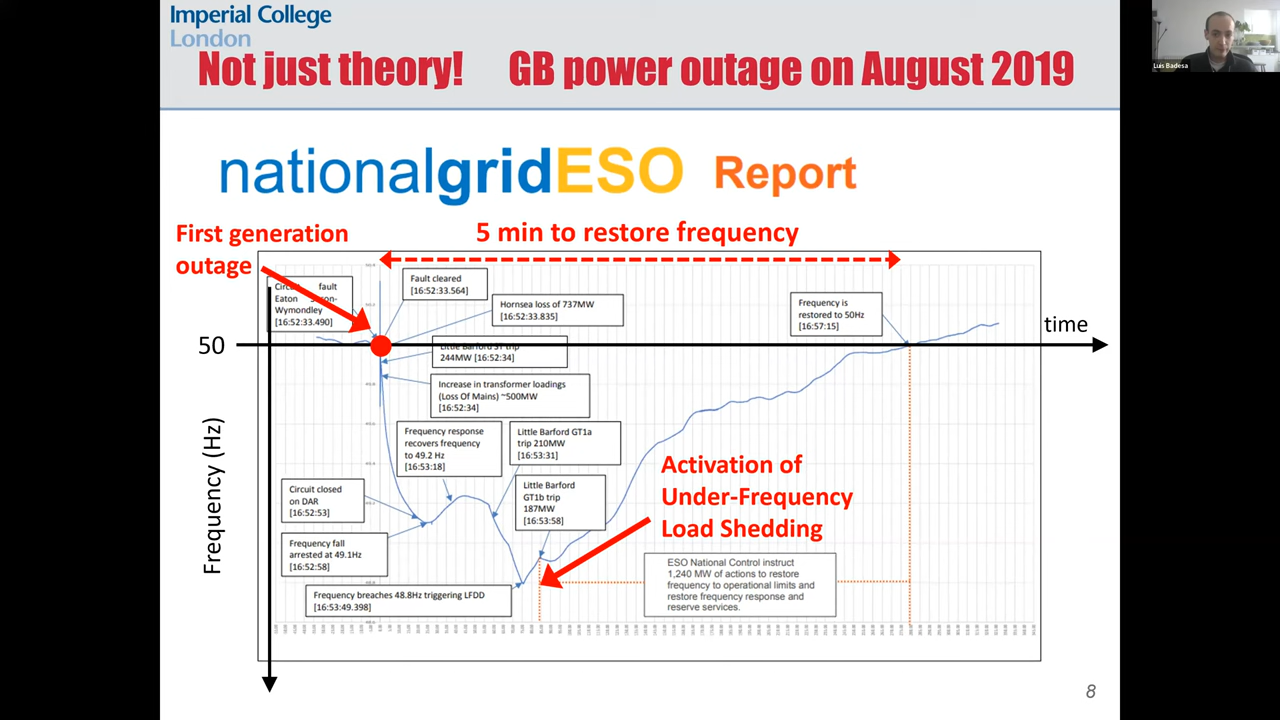 Imperial College
London
Not just theory! GB power outage on August 2019
Luis Badesa
nationalgridESO Report
First generation
outage
5 min to restore frequency
Circuit fault
Eaton Socon-
Wymondley
[16:52:33.490]
Fault cleared
[16:52:33.564]
Hornsea loss of 737MW
[16:52:33.835]
Frequency is
restored to 50Hz
[16:57:15]
time
50
Little Barford ST trip
244MW [16:52:34]
Increase in transformer loadings
(Loss Of Mains) ~500MW
[16:52:34]
Frequency (Hz)
Frequency response
recovers frequency
to 49.2 Hz
[16:53:18]
Little Barford GT1a
trip 210MW
[16:53:31]
Activation of
Under-Frequency
Load Shedding
Circuit closed
on DAR
[16:52:53]
Little Barford
GT1b trip
187MW
[16:53:58]
Frequency fall
arrested at 49.1Hz
[16:52:58]
ESO National Control instruct
1,240 MW of actions to restore
frequency to operational limits and
restore frequency response and
reserve services.
Frequency breaches 48.8Hz triggering LFDD
[16:53:49.398]
8